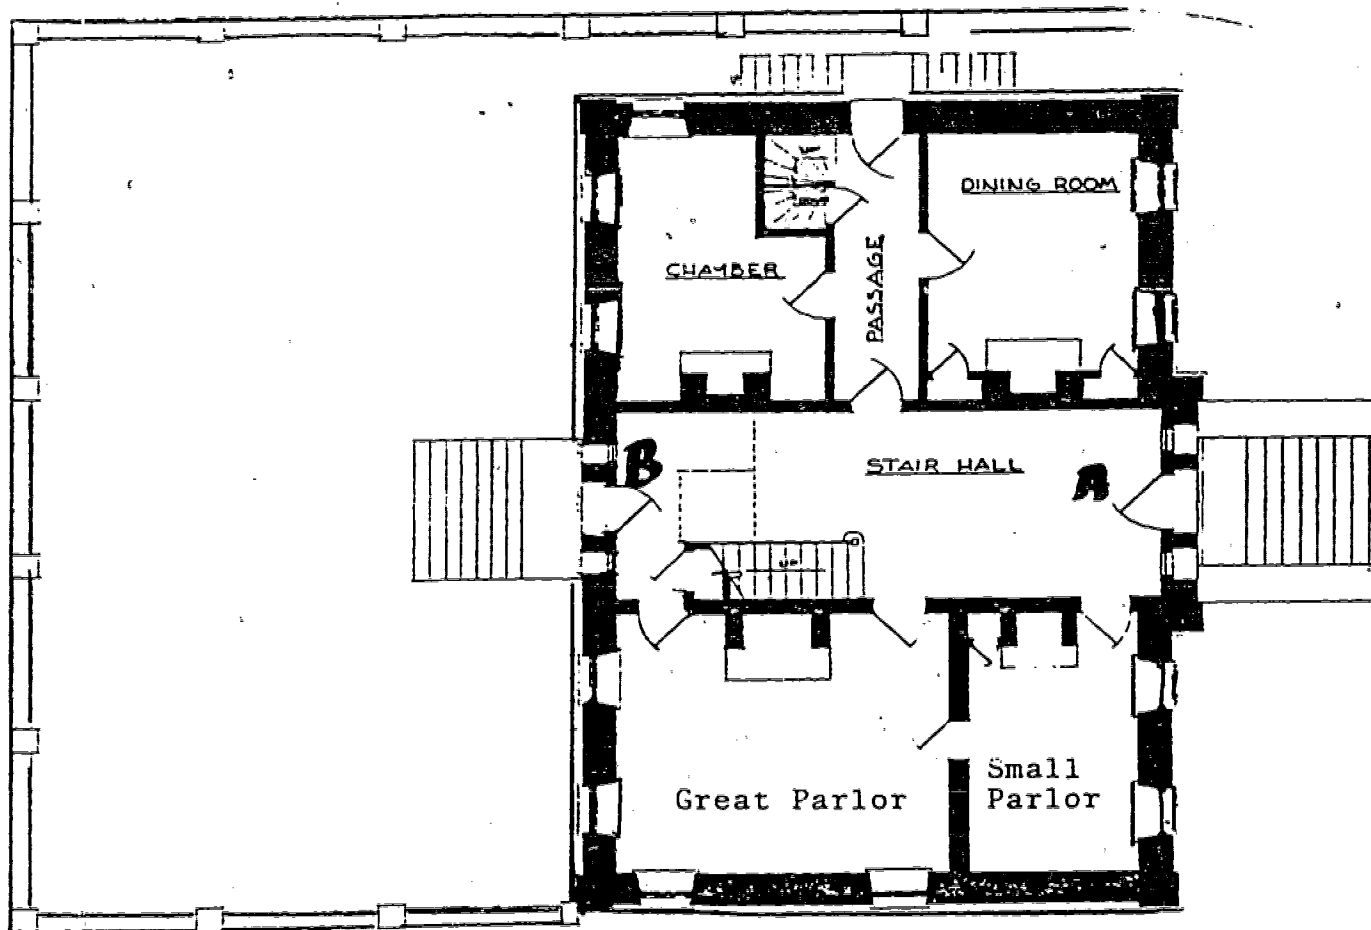 DINING ROOM
CHAMBER
PASSAGE
B
STAIR HALL
A
UP
Small
Parlor
Great Parlor